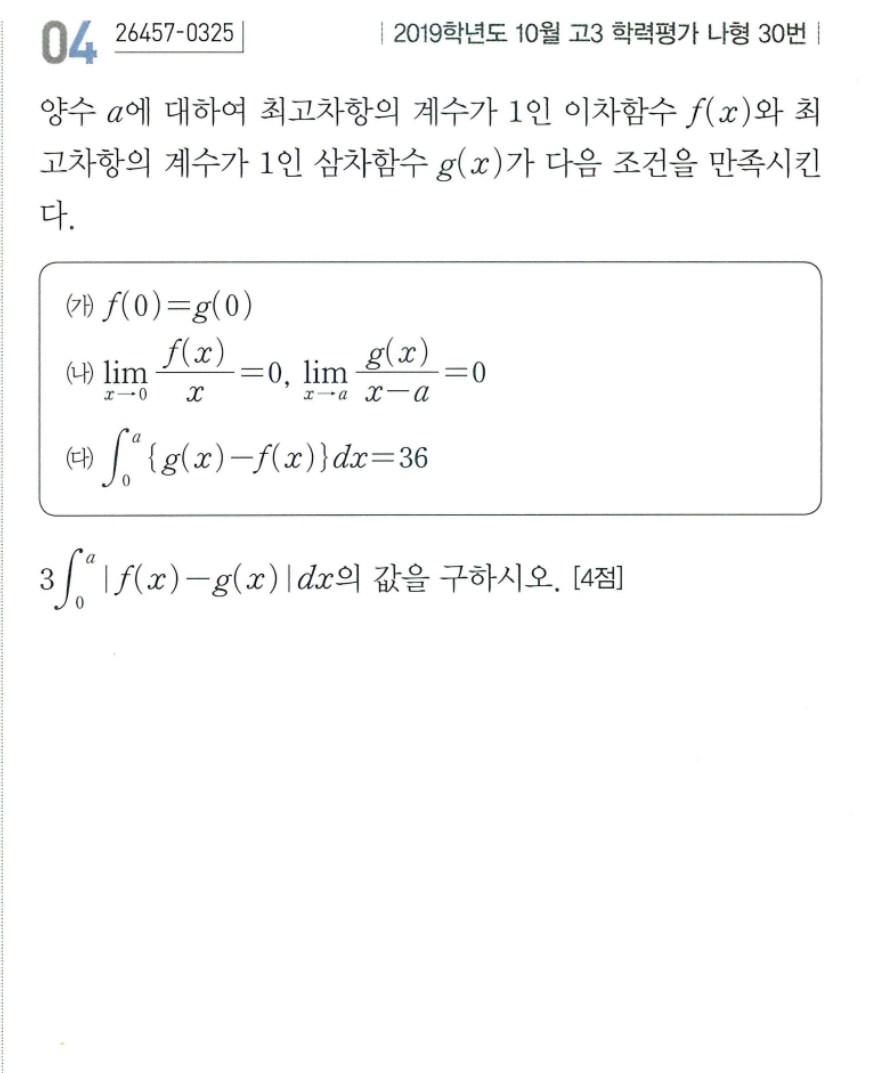 04 26457-0325 | 2019학년도 10월 고3 학력평가 나형 30번 |
양수 a에 대하여 최고차항의 계수가 1인 이차함수 f(x)와 최
고차항의 계수가 1인 삼차함수 g(x)가 다음 조건을 만족시킨
다.
㈎ f(0)=g(0)
㈏ lim_{x→0} f(x)/x=0, lim_{x→a} g(x)/(x-a)=0
㈐ ∫_0^a {g(x)-f(x)}dx=36
3∫_0^a |f(x)-g(x)|dx의 값을 구하시오. [4점]